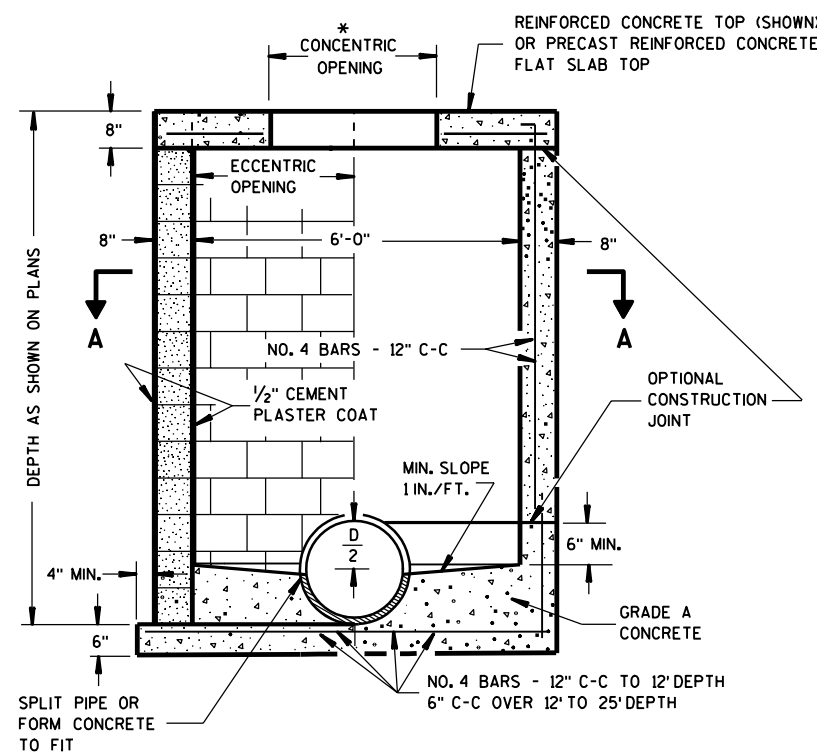 *
CONCENTRIC
OPENING
REINFORCED CONCRETE TOP (SHOWN)
OR PRECAST REINFORCED CONCRETE
FLAT SLAB TOP
8"
ECCENTRIC
OPENING
8"
6'-0"
8"
DEPTH AS SHOWN ON PLANS
A
A
NO. 4 BARS - 12" C-C
1/2" CEMENT
PLASTER COAT
OPTIONAL
CONSTRUCTION
JOINT
MIN. SLOPE
1 IN./FT.
D
2
6" MIN.
4" MIN.
6"
GRADE A
CONCRETE
NO. 4 BARS - 12" C-C TO 12' DEPTH
6" C-C OVER 12' TO 25' DEPTH
SPLIT PIPE OR
FORM CONCRETE
TO FIT